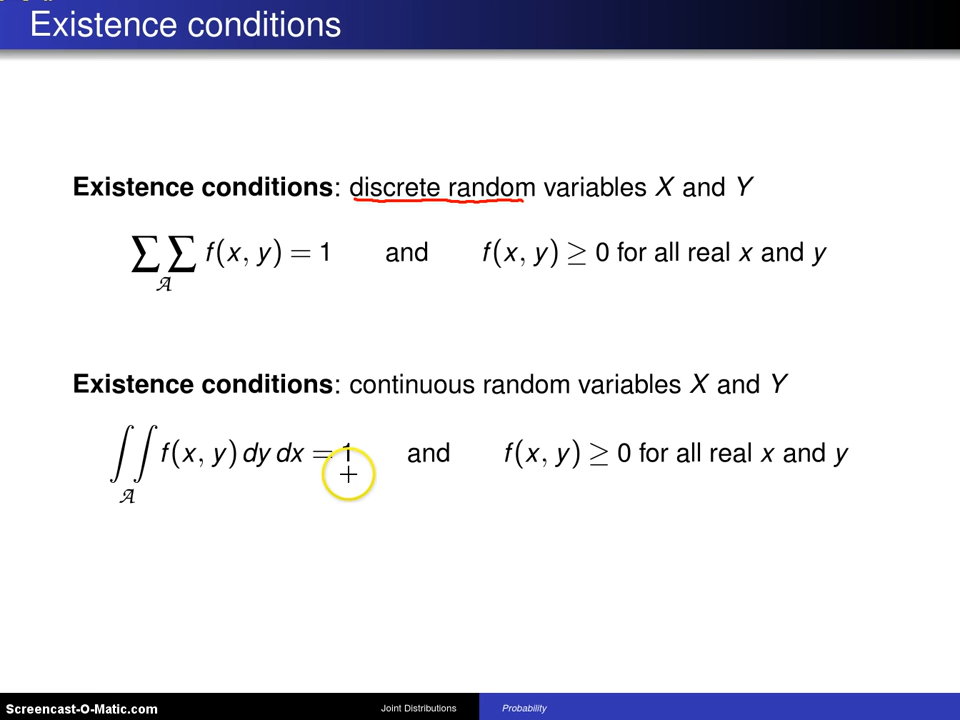 Existence conditions
Existence conditions: discrete random variables X and Y
∑∑ f(x, y) = 1 and f(x, y) ≥ 0 for all real x and y
𝒜
Existence conditions: continuous random variables X and Y
∫∫ f(x, y) dy dx = 1 and f(x, y) ≥ 0 for all real x and y
𝒜
Screencast-O-Matic.com Joint Distributions Probability